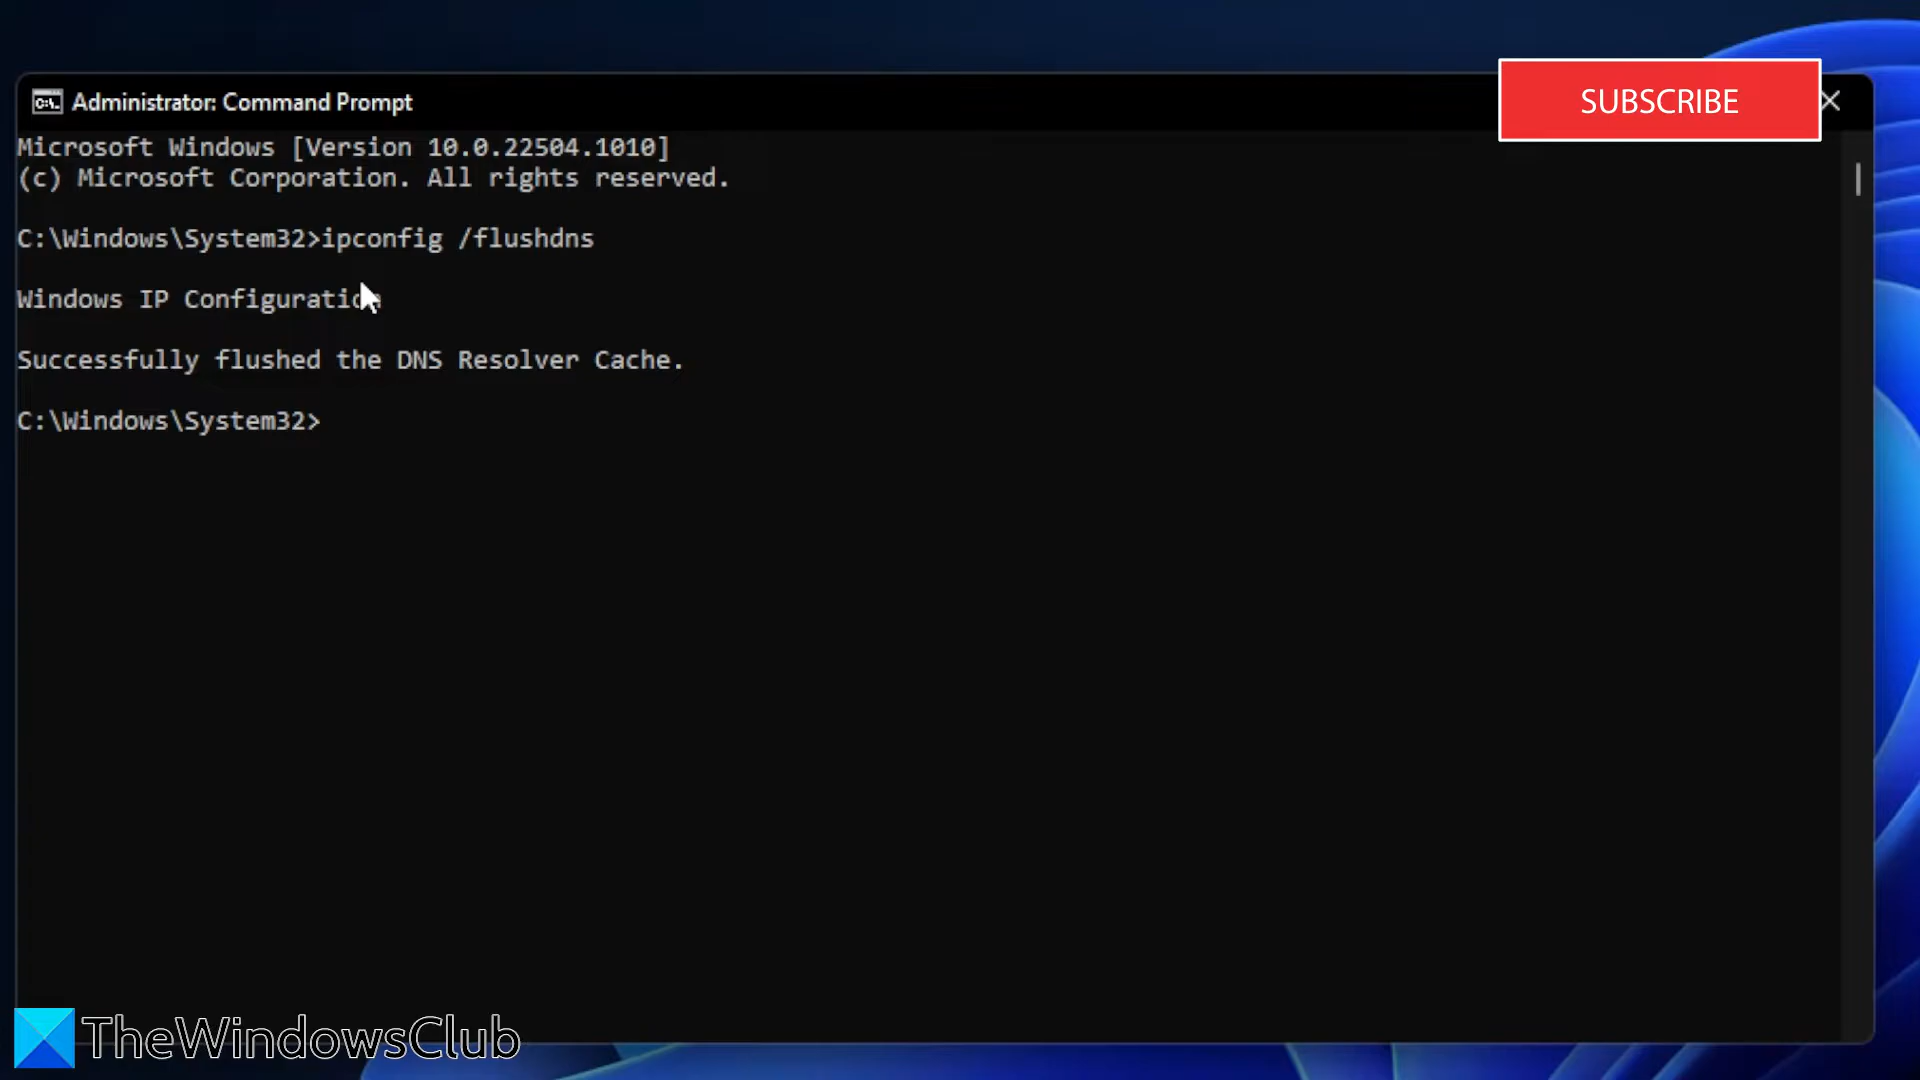 SUBSCRIBE
Administrator: Command Prompt
Microsoft Windows [Version 10.0.22504.1010]
(c) Microsoft Corporation. All rights reserved.
C:\Windows\System32>ipconfig /flushdns
Windows IP Configuration
Successfully flushed the DNS Resolver Cache.
C:\Windows\System32>
TheWindowsClub